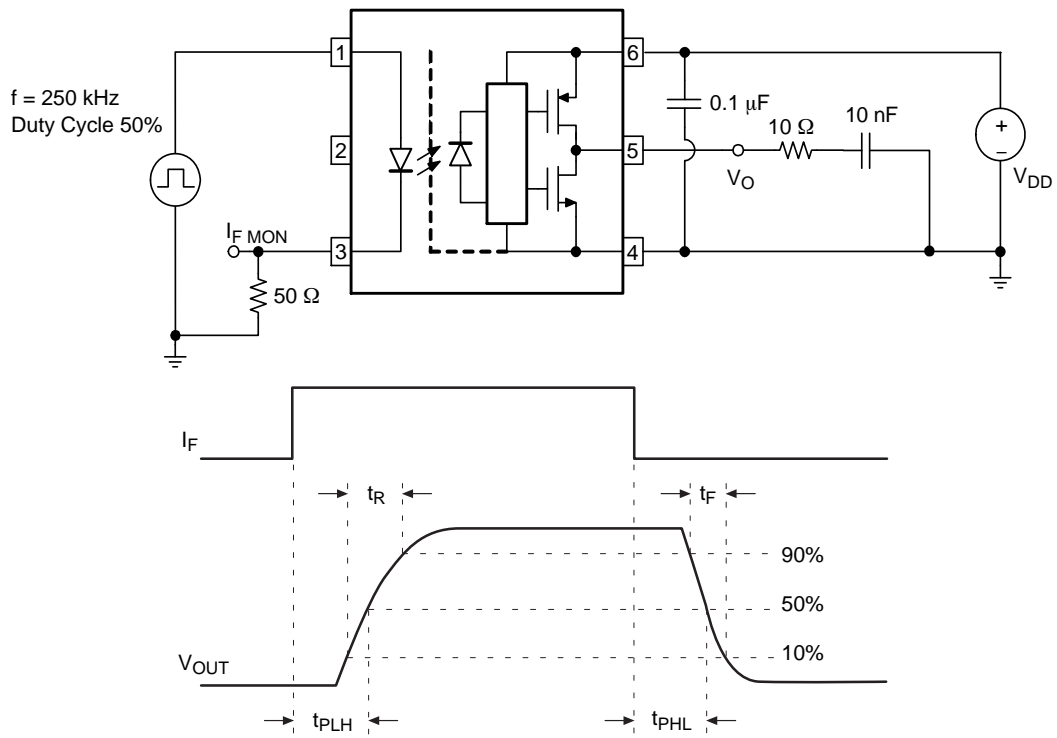 1
6
f = 250 kHz
Duty Cycle 50%
0.1 μF
10 Ω
10 nF
2
5
+
−
V_O
V_DD
I_F MON
3
4
50 Ω
I_F
t_R
t_F
90%
50%
10%
V_OUT
t_PLH
t_PHL